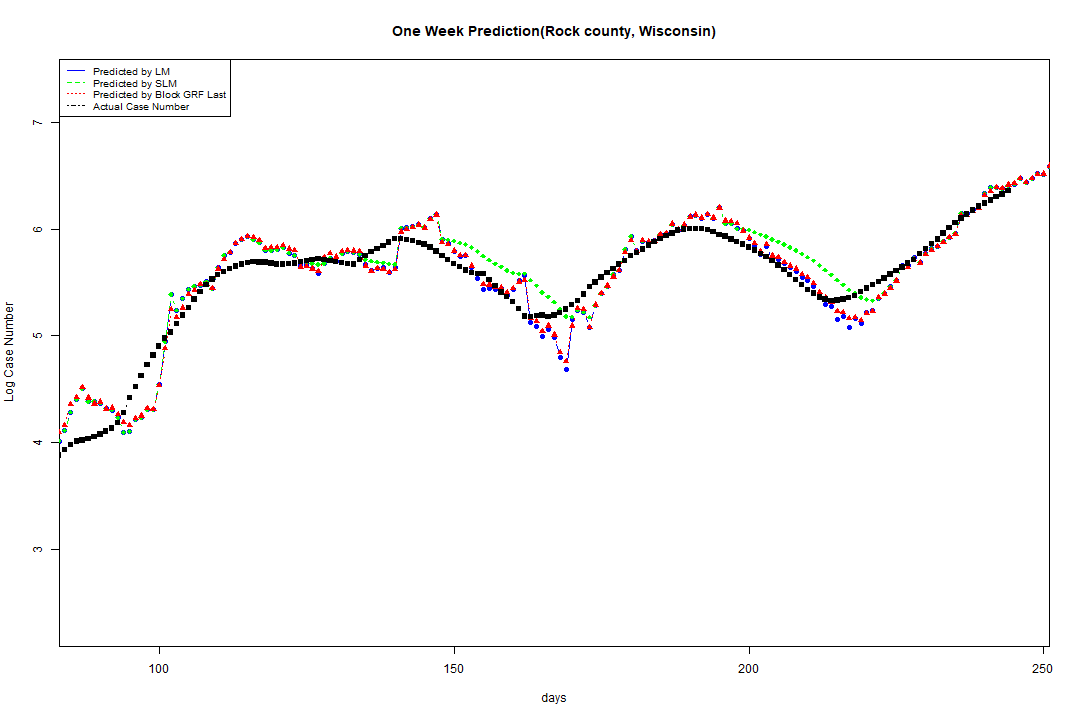 One Week Prediction(Rock county, Wisconsin)
Predicted by LM
Predicted by SLM
Predicted by Block GRF Last
Actual Case Number
7
6
5
4
3
Log Case Number
100 150 200 250
days